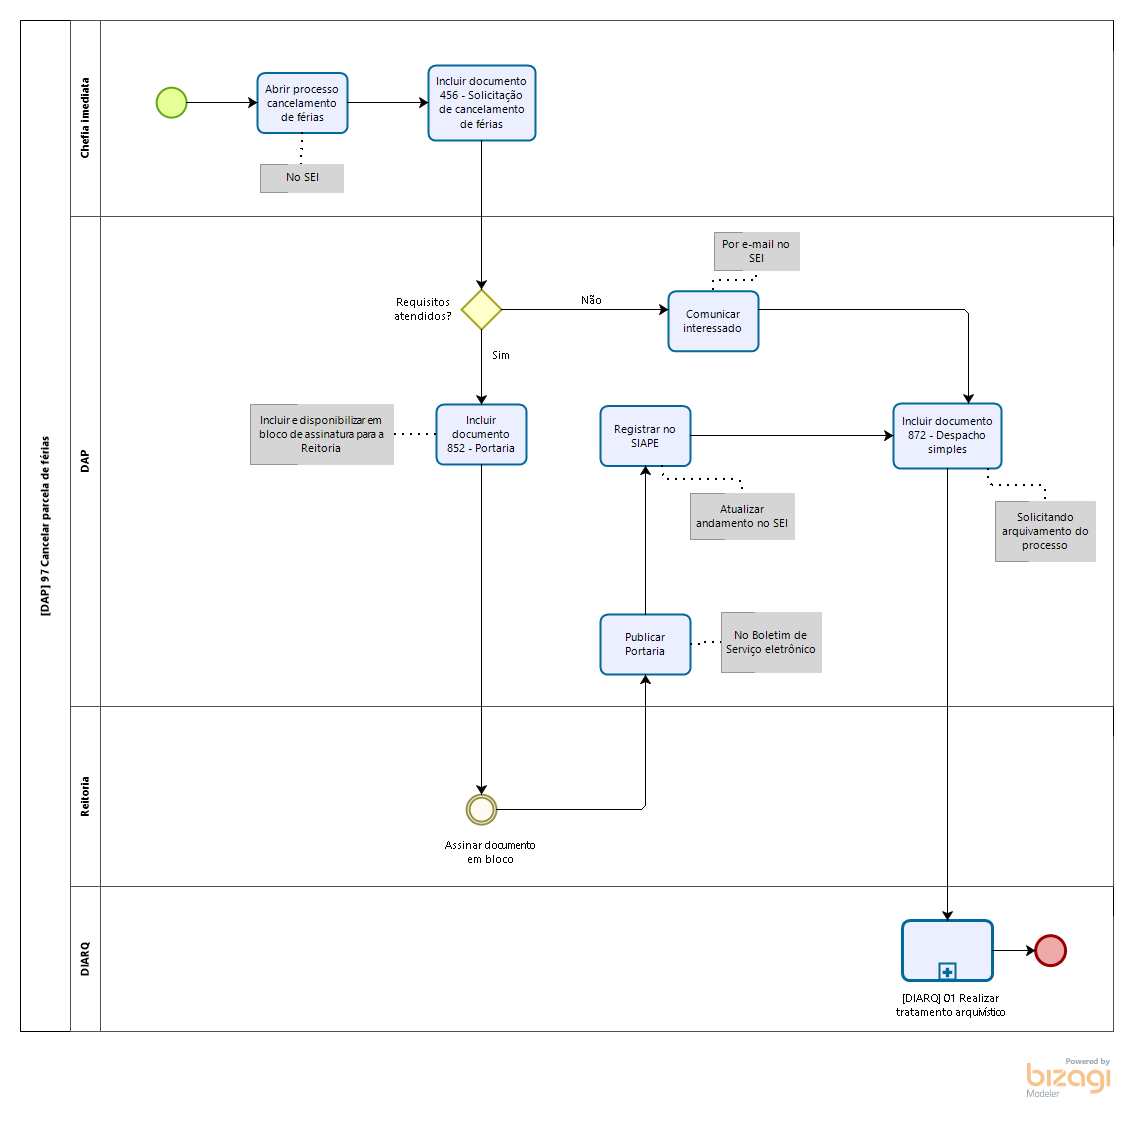 [DAP] 97 Cancelar parcela de férias
Chefia imediata
Abrir processo
cancelamento
de férias
Incluir documento
456 - Solicitação
de cancelamento
de férias
No SEI
DAP
Por e-mail no
SEI
Requisitos
atendidos?
Não
Comunicar
interessado
Sim
Incluir e disponibilizar em
bloco de assinatura para a
Reitoria
Incluir
documento
852 - Portaria
Registrar no
SIAPE
Incluir documento
872 - Despacho
simples
Atualizar
andamento no SEI
Solicitando
arquivamento do
processo
Publicar
Portaria
No Boletim de
Serviço eletrônico
Reitoria
Assinar documento
em bloco
DIARQ
[DIARQ] 01 Realizar
tratamento arquivístico
Powered by
bizagi
Modeler